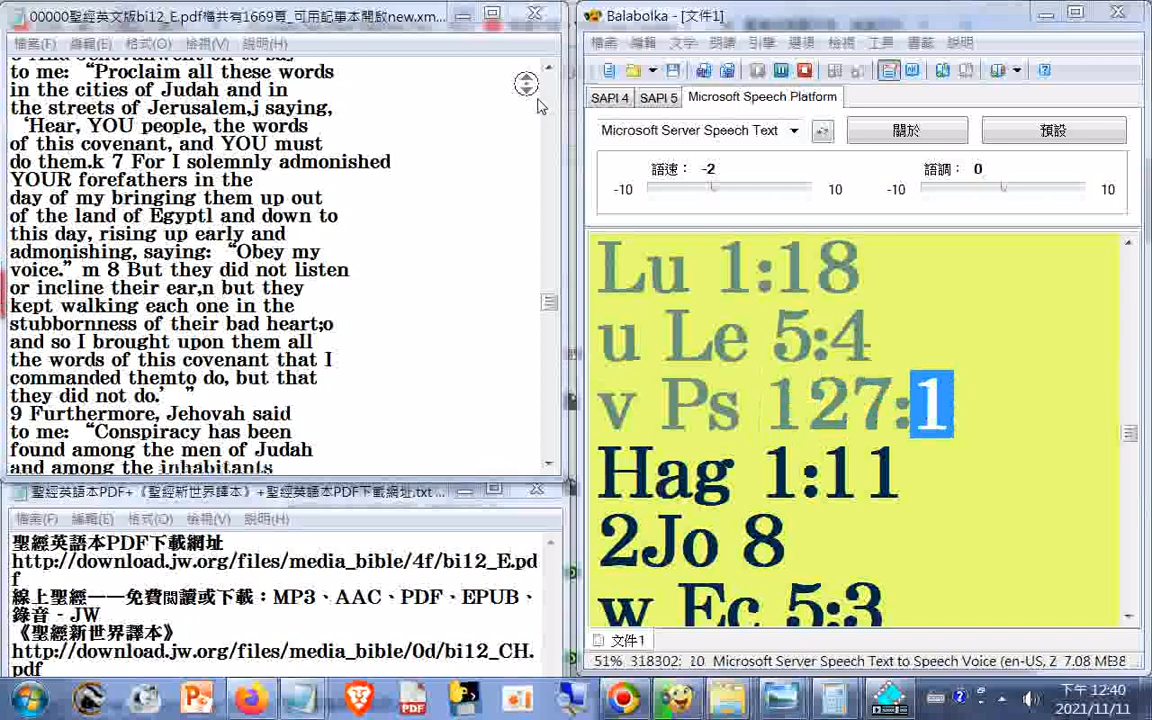 00000聖經英文版bi12_E.pdf檔共有1669頁_可用記事本開啟new.xm...
檔案(F) 編輯(E) 格式(O) 檢視(V) 說明(H)
to me: “Proclaim all these words
in the cities of Judah and in
the streets of Jerusalem,j saying,
‘Hear, YOU people, the words
of this covenant, and YOU must
do them.k 7 For I solemnly admonished
YOUR forefathers in the
day of my bringing them up out
of the land of Egyptl and down to
this day, rising up early and
admonishing, saying: “Obey my
voice.” m 8 But they did not listen
or incline their ear,n but they
kept walking each one in the
stubbornness of their bad heart;o
and so I brought upon them all
the words of this covenant that I
commanded themto do, but that
they did not do.’ ”
9 Furthermore, Jehovah said
to me: “Conspiracy has been
found among the men of Judah
and among the inhabitants
聖經英語本PDF+《聖經新世界譯本》+聖經英語本PDF下載網址.txt ...
檔案(F) 編輯(E) 格式(O) 檢視(V) 說明(H)
聖經英語本PDF下載網址
http://download.jw.org/files/media_bible/4f/bi12_E.pd
f
線上聖經——免費閱讀或下載：MP3、AAC、PDF、EPUB、
錄音 - JW
《聖經新世界譯本》
http://download.jw.org/files/media_bible/0d/bi12_CH.
pdf
Balabolka - [文件1]
檔案 編輯 文字 朗讀 引擎 選項 檢視 工具 書籤 說明
SAPI 4 SAPI 5 Microsoft Speech Platform
Microsoft Server Speech Text 關於 預設
語速： -2 語調： 0
-10 10 -10 10
Lu 1:18
u Le 5:4
v Ps 127:1
Hag 1:11
2Jo 8
w Ec 5:3
文件1
51% 318302: 10 Microsoft Server Speech Text to Speech Voice (en-US, Z 7.08 MB
下午 12:40
2021/11/11